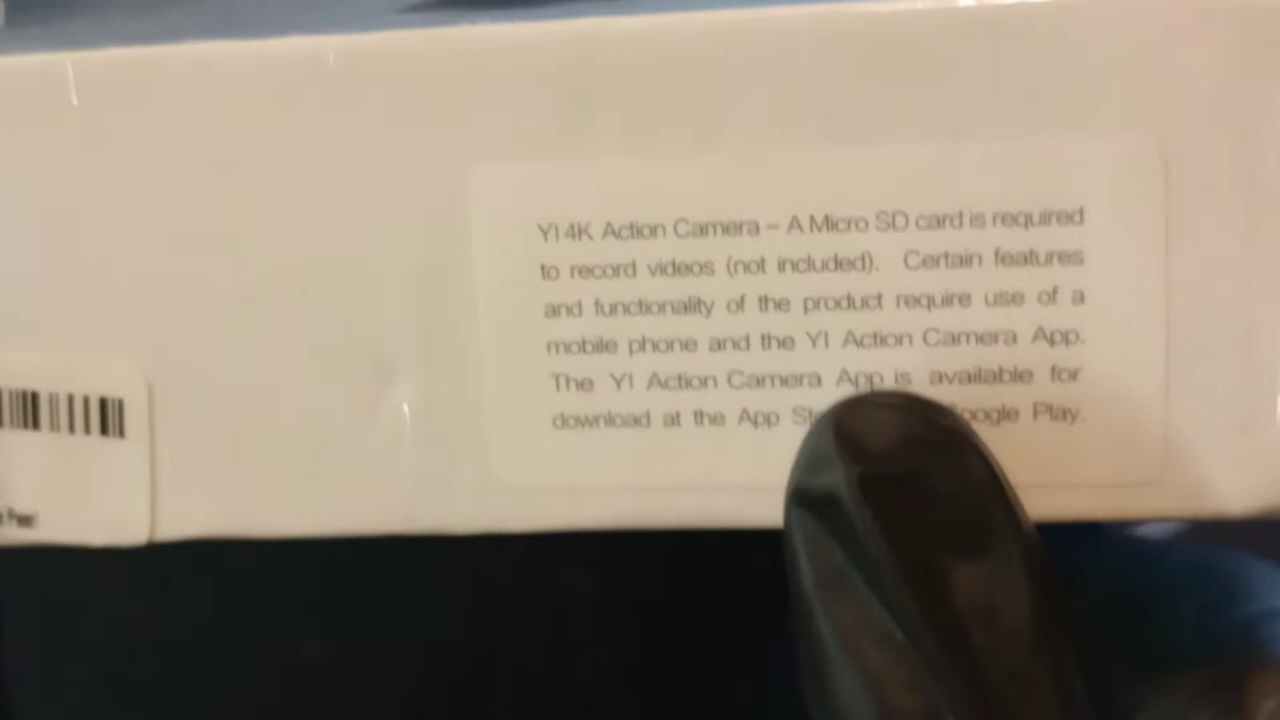 YI 4K Action Camera – A Micro SD card is required
to record videos (not included). Certain features
and functionality of the product require use of a
mobile phone and the YI Action Camera App.
The YI Action Camera App is available for
download at the App Play.